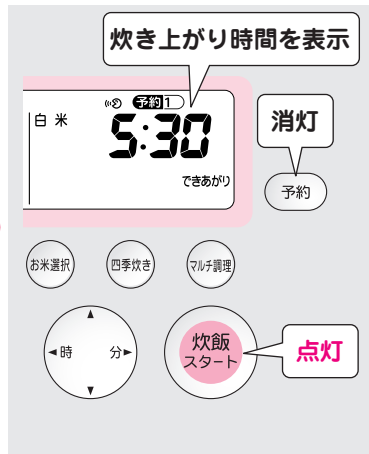 炊き上がり時間を表示
予約1
白米
5:30
できあがり
消灯
予約
お米選択
四季炊き
マルチ調理
時 分
炊飯
スタート
点灯